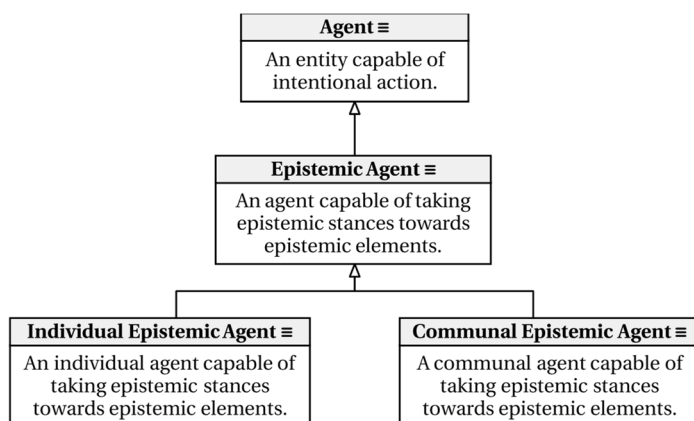 Agent ≡
An entity capable of
intentional action.
Epistemic Agent ≡
An agent capable of taking
epistemic stances towards
epistemic elements.
Individual Epistemic Agent ≡
An individual agent capable of
taking epistemic stances
towards epistemic elements.
Communal Epistemic Agent ≡
A communal agent capable of
taking epistemic stances
towards epistemic elements.